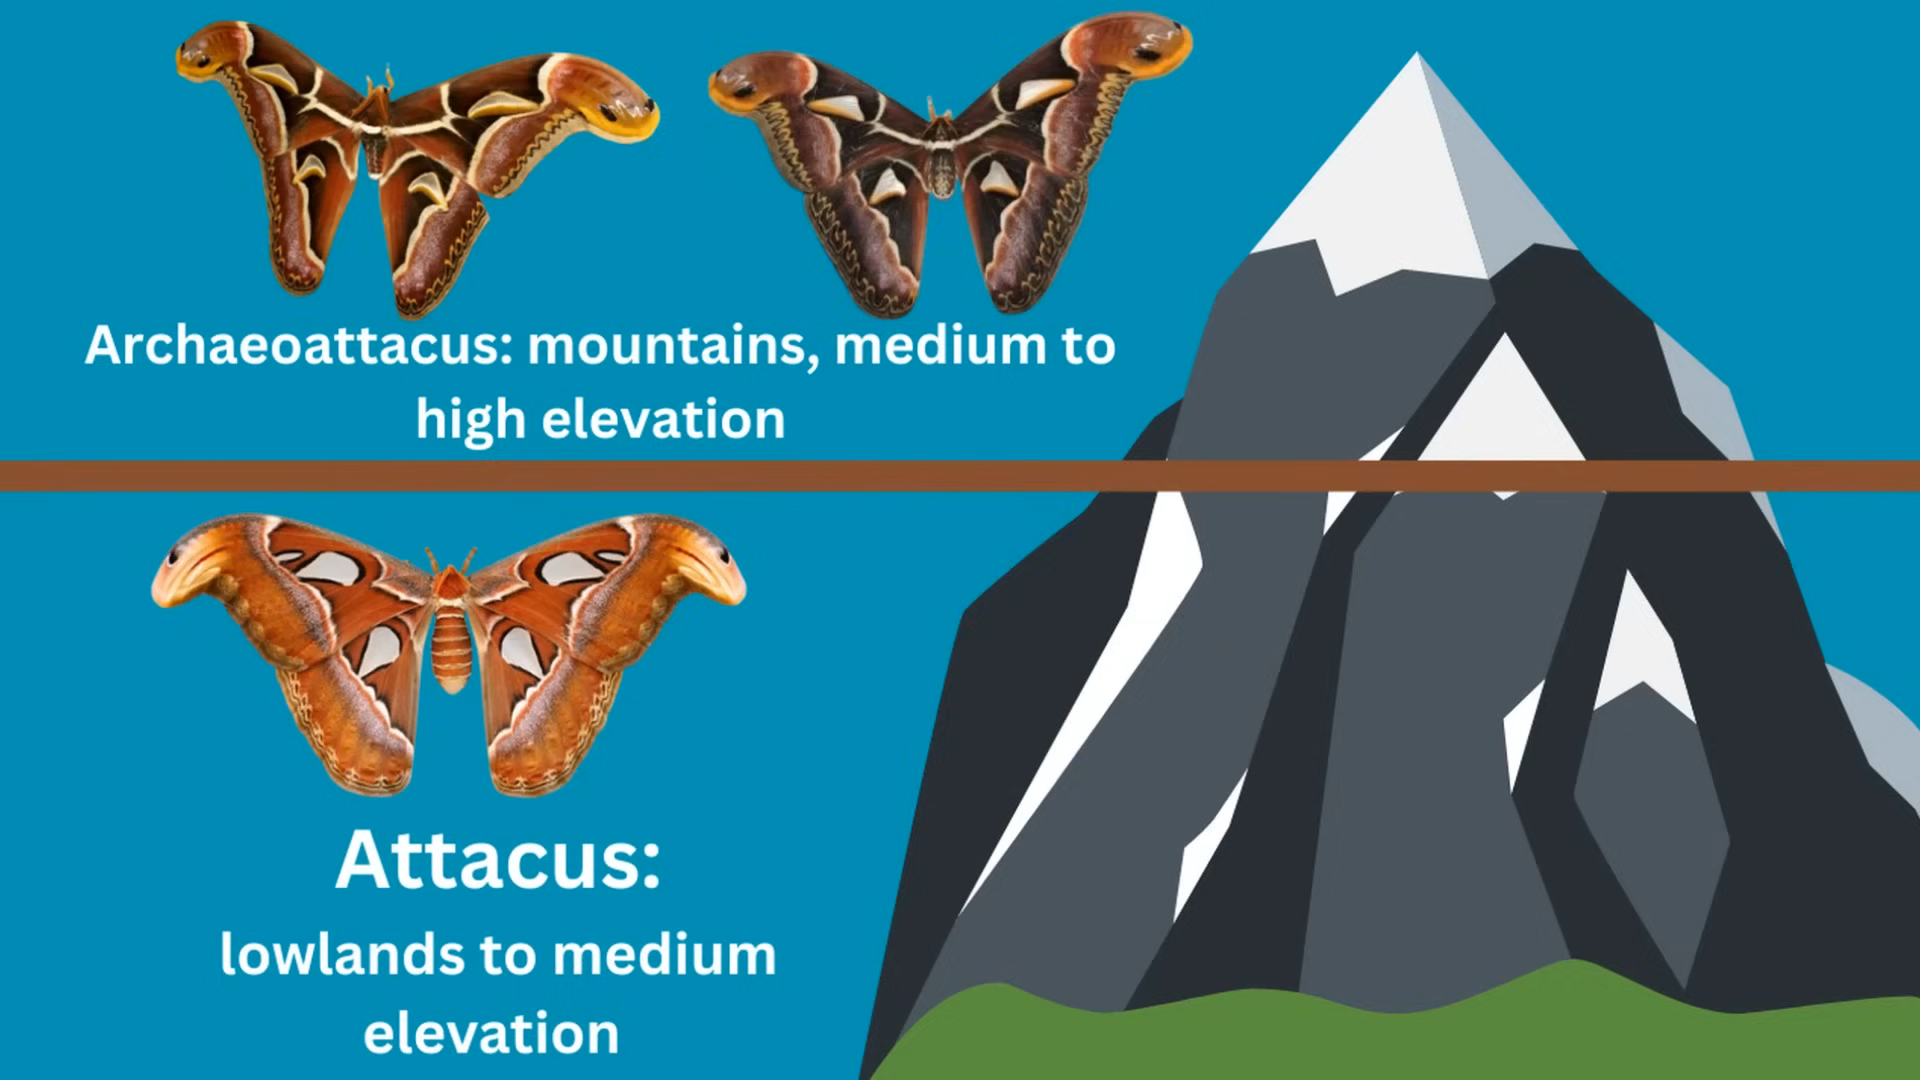 Archaeoattacus: mountains, medium to
high elevation
Attacus:
lowlands to medium
elevation